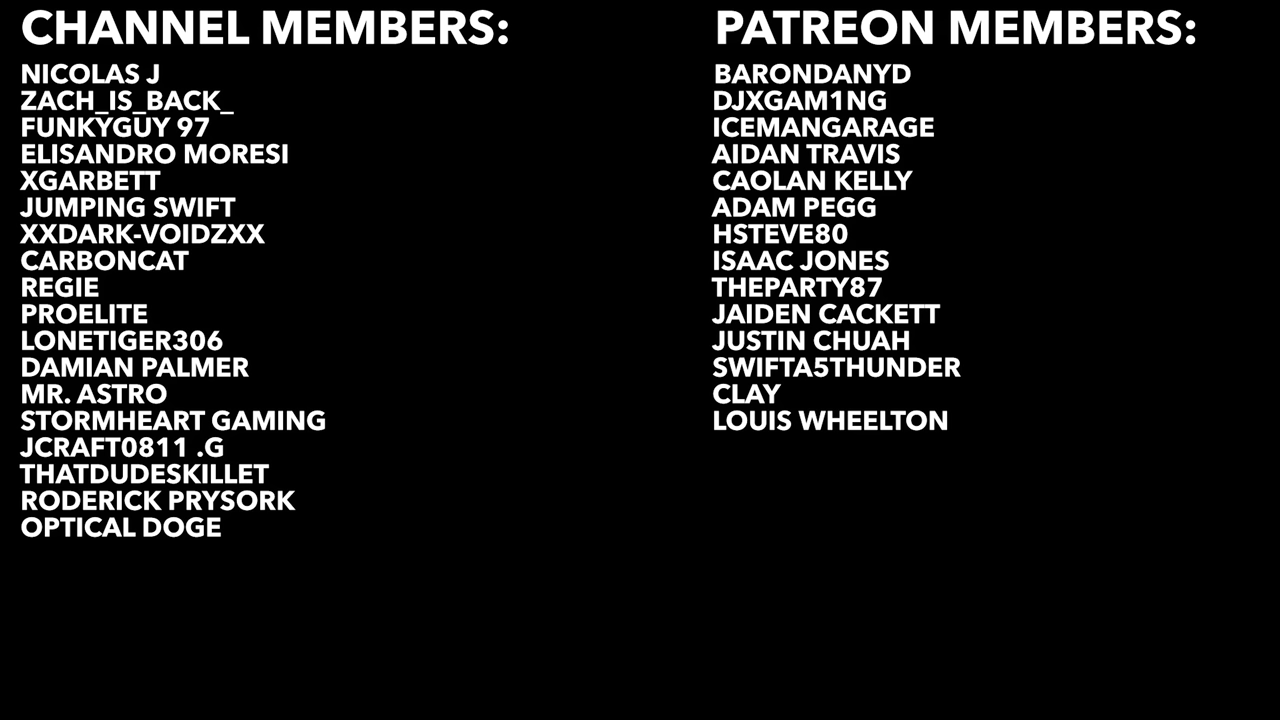 CHANNEL MEMBERS:
NICOLAS J
ZACH_IS_BACK_
FUNKYGUY 97
ELISANDRO MORESI
XGARBETT
JUMPING SWIFT
XXDARK-VOIDZXX
CARBONCAT
REGIE
PROELITE
LONETIGER306
DAMIAN PALMER
MR. ASTRO
STORMHEART GAMING
JCRAFT0811 .G
THATDUDESKILLET
RODERICK PRYSORK
OPTICAL DOGE
PATREON MEMBERS:
BARONDANYD
DJXGAM1NG
ICEMANGARAGE
AIDAN TRAVIS
CAOLAN KELLY
ADAM PEGG
HSTEVE80
ISAAC JONES
THEPARTY87
JAIDEN CACKETT
JUSTIN CHUAH
SWIFTA5THUNDER
CLAY
LOUIS WHEELTON